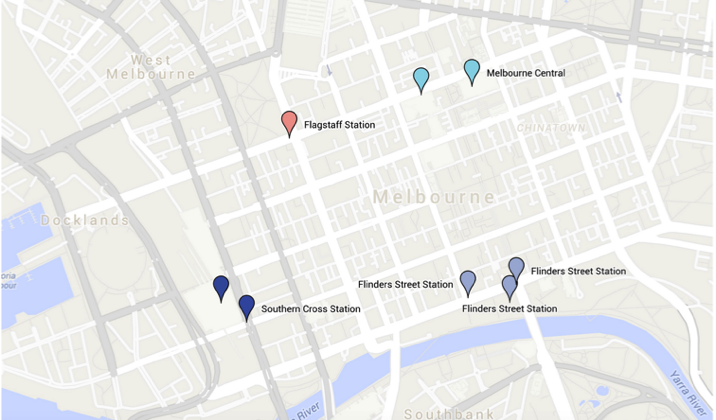 West
Melbourne
Melbourne Central
Flagstaff Station
CHINATOWN
Melbourne
Docklands
Flinders Street Station
Flinders Street Station
Flinders Street Station
Southern Cross Station
River
Yarra River
Southbank